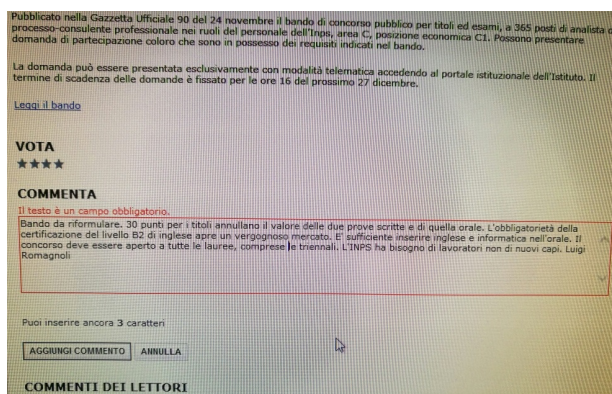 Pubblicato nella Gazzetta Ufficiale 90 del 24 novembre il bando di concorso pubblico per titoli ed esami, a 365 posti di analista di
processo-consulente professionale nei ruoli del personale dell'Inps, area C, posizione economica C1. Possono presentare
domanda di partecipazione coloro che sono in possesso dei requisiti indicati nel bando.
La domanda può essere presentata esclusivamente con modalità telematica accedendo al portale istituzionale dell'Istituto. Il
termine di scadenza delle domande è fissato per le ore 16 del prossimo 27 dicembre.
Leggi il bando
VOTA
★★★★
COMMENTA
Il testo è un campo obbligatorio.
Bando da riformulare. 30 punti per i titoli annullano il valore delle due prove scritte e di quella orale. L'obbligatorietà della
certificazione del livello B2 di inglese apre un vergognoso mercato. E' sufficiente inserire inglese e informatica nell'orale. Il
concorso deve essere aperto a tutte le lauree, comprese le triennali. L'INPS ha bisogno di lavoratori non di nuovi capi. Luigi
Romagnoli
Puoi inserire ancora 3 caratteri
AGGIUNGI COMMENTO ANNULLA
COMMENTI DEI LETTORI